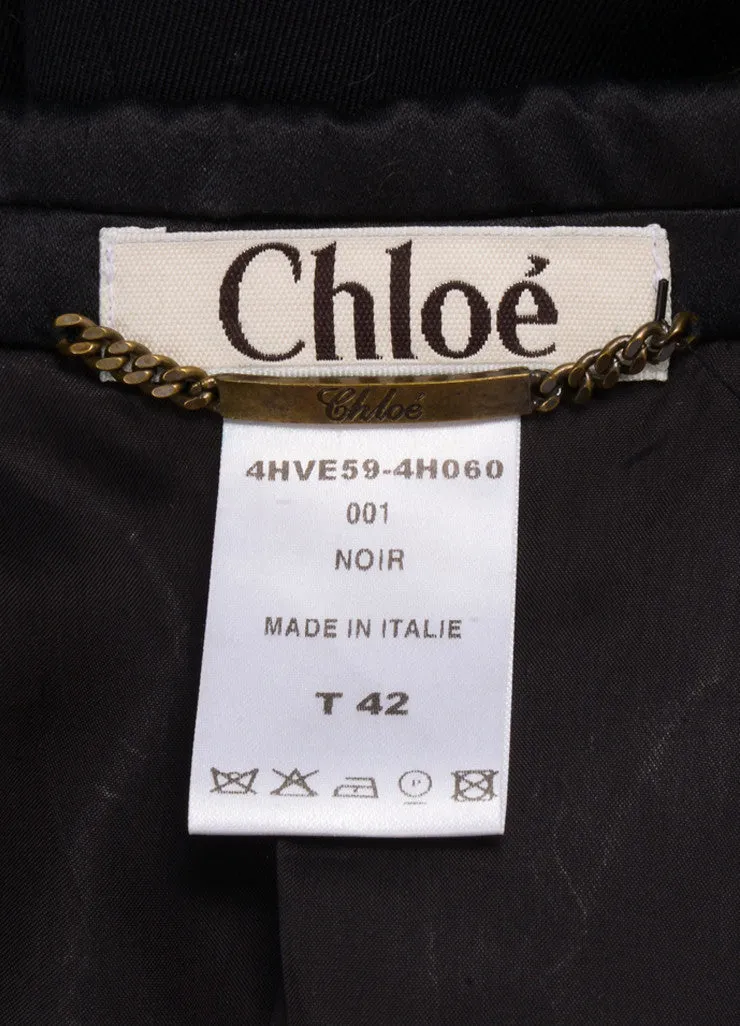 Chloé
Chloé
4HVE59-4H060
001
NOIR
MADE IN ITALIE
T 42
P